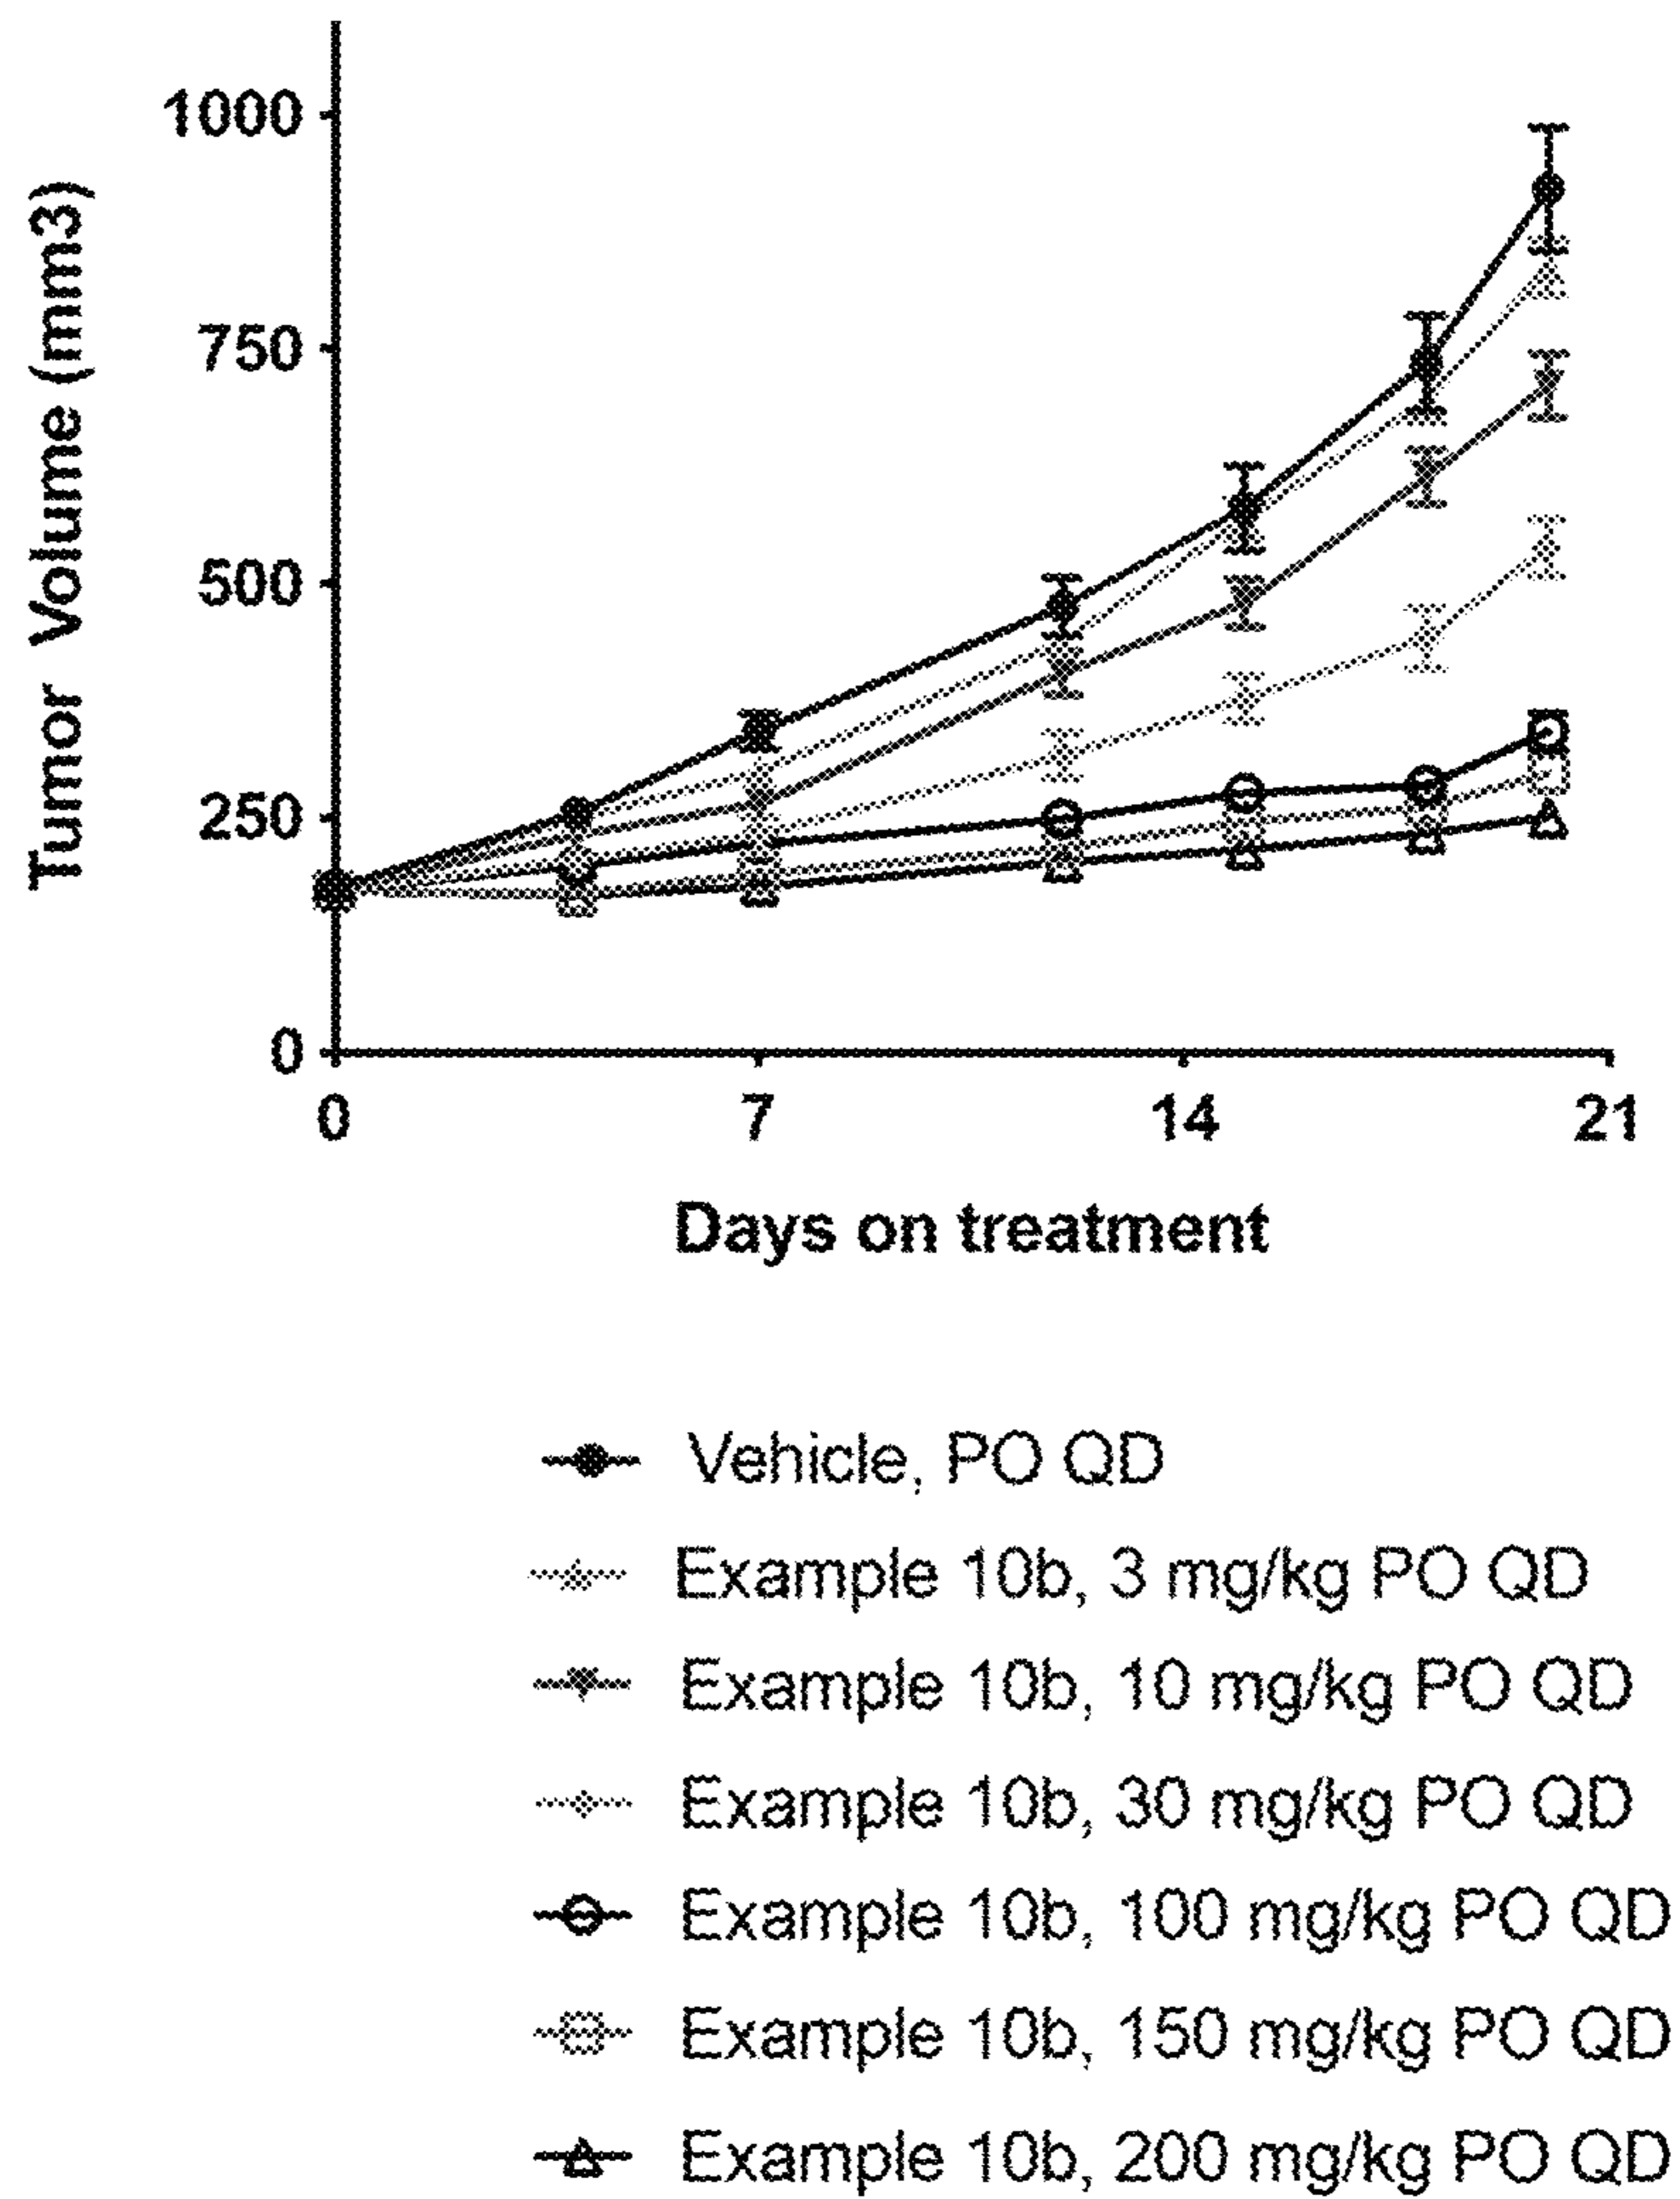 1000
750
500
250
0
Tumor Volume (mm3)
0 7 14 21
Days on treatment
Vehicle, PO QD
Example 10b, 3 mg/kg PO QD
Example 10b, 10 mg/kg PO QD
Example 10b, 30 mg/kg PO QD
Example 10b, 100 mg/kg PO QD
Example 10b, 150 mg/kg PO QD
Example 10b, 200 mg/kg PO QD